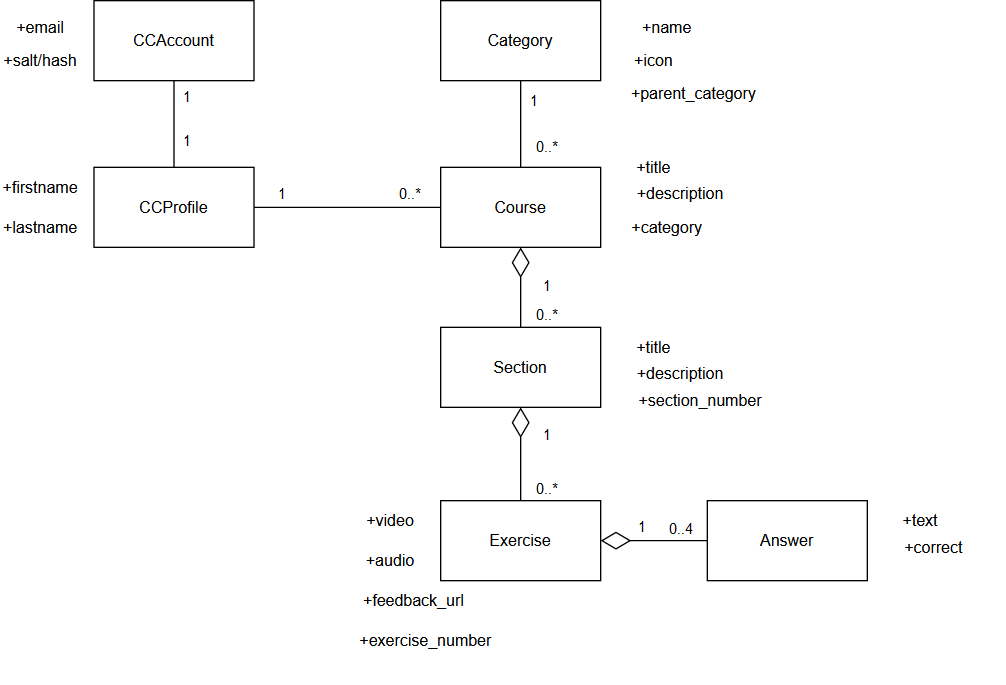 +email
CCAccount
Category
+name
+salt/hash
+icon
+parent_category
1
1
1
0..*
+firstname
CCProfile
1
0..*
Course
+title
+description
+lastname
+category
1
0..*
Section
+title
+description
+section_number
1
0..*
+video
Exercise
1
0..4
Answer
+text
+correct
+audio
+feedback_url
+exercise_number